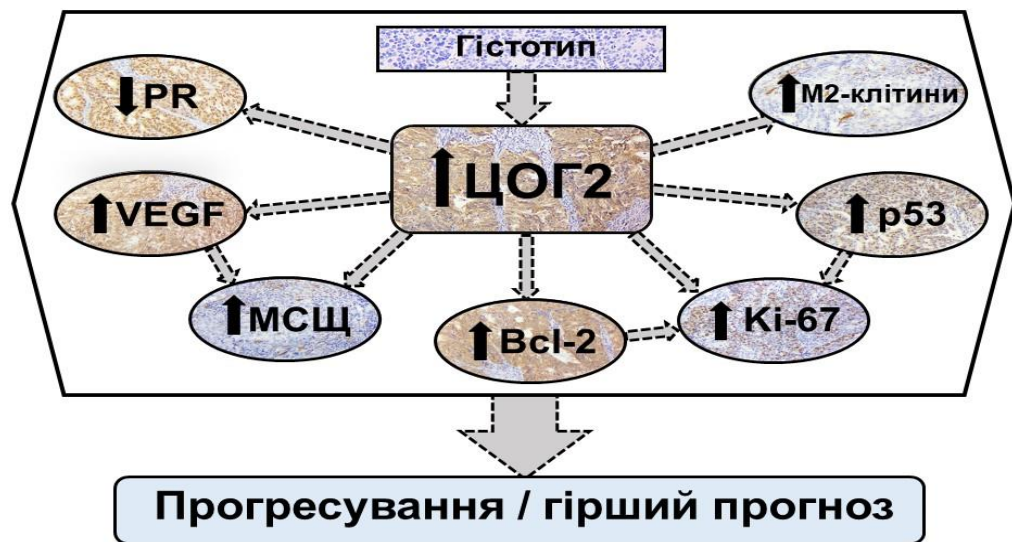 Гістотип
PR
М2-клітини
ЦОГ2
VEGF
p53
МСЩ
Bcl-2
Ki-67
Прогресування / гірший прогноз